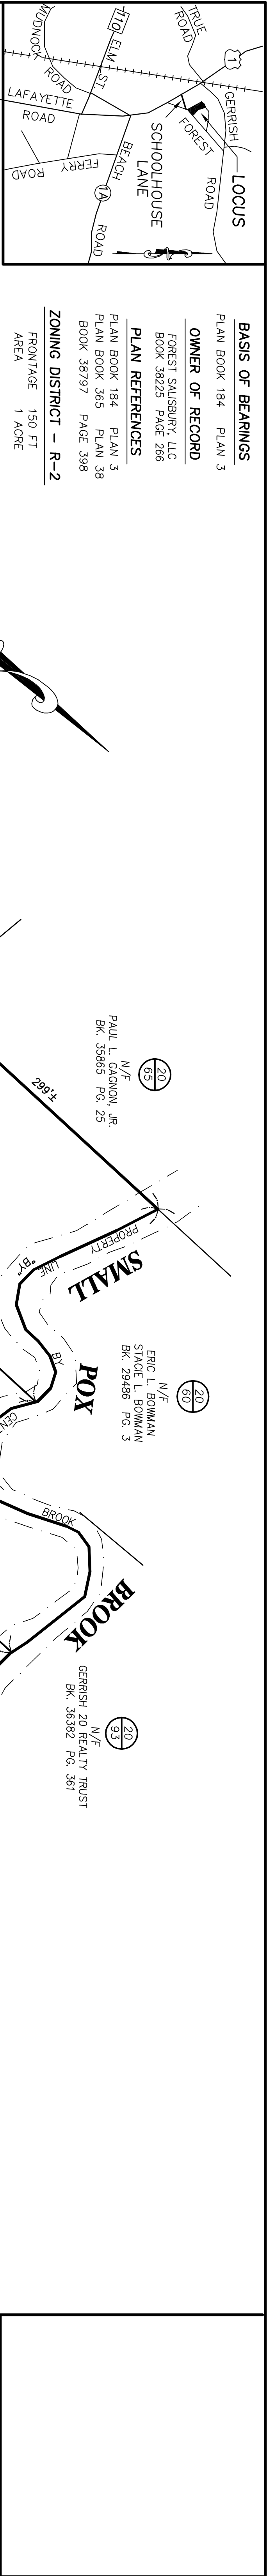 TRUE
ROAD
1
GERRISH
ROAD
LOCUS
FOREST
SCHOOLHOUSE
LANE
110
ELM ST.
MUDNOCK
ROAD
LAFAYETTE
ROAD
BEACH
1A
ROAD
FERRY
ROAD
BASIS OF BEARINGS
PLAN BOOK 184 PLAN 3
OWNER OF RECORD
FOREST SALISBURY, LLC
BOOK 38225 PAGE 266
PLAN REFERENCES
PLAN BOOK 184 PLAN 3
PLAN BOOK 365 PLAN 38
BOOK 38797 PAGE 398
ZONING DISTRICT - R-2
FRONTAGE 150 FT
AREA 1 ACRE
20
65
N/F
PAUL L. GAGNON, JR.
BK. 35865 PG. 25
299'±
PROPERTY
LINE
"BY"
SMALL
POX
BROOK
BY
CENT
BROOK
20
60
N/F
ERIC L. BOWMAN
STACIE L. BOWMAN
BK. 29486 PG. 3
20
93
N/F
GERRISH 20 REALTY TRUST
BK. 36382 PG. 361